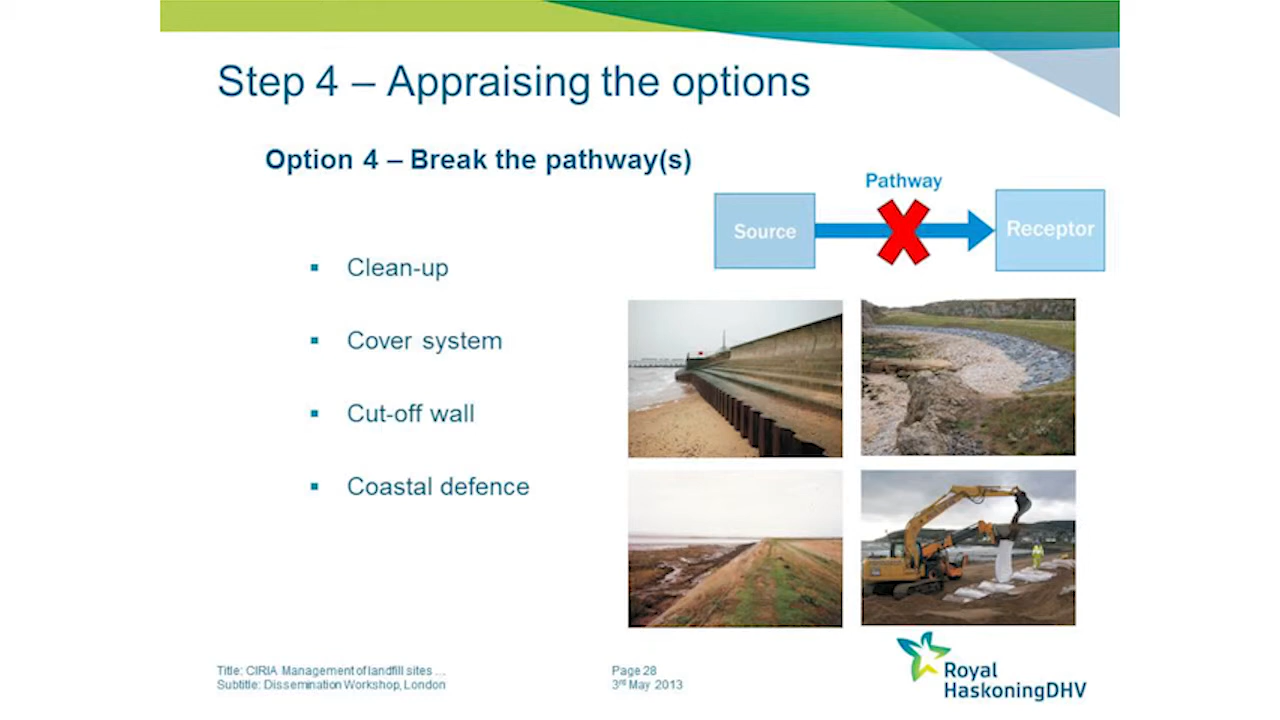 Step 4 – Appraising the options
Option 4 – Break the pathway(s)
Pathway
Source
Receptor
▪ Clean-up
▪ Cover system
▪ Cut-off wall
▪ Coastal defence
Title: CIRIA Management of landfill sites ...
Subtitle: Dissemination Workshop, London
Page 28
3rd May 2013
Royal
HaskoningDHV